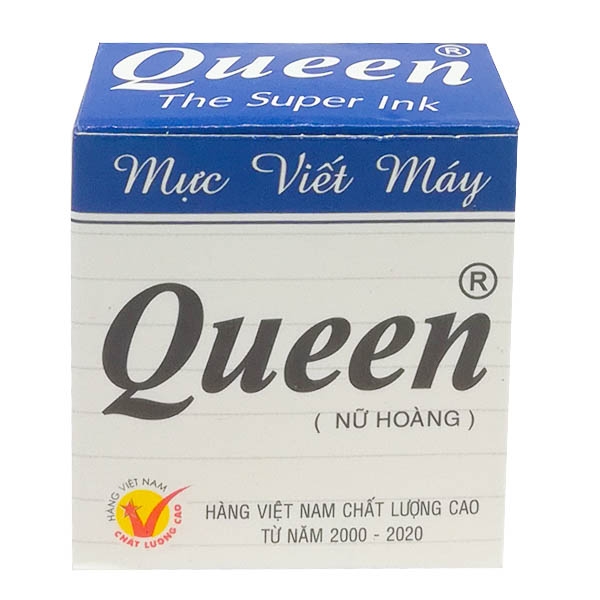 Queen®
The Super Ink
Mực Viết Máy
Queen®
( NỮ HOÀNG )
HÀNG VIỆT NAM
CHẤT LƯỢNG CAO
HÀNG VIỆT NAM CHẤT LƯỢNG CAO
TỪ NĂM 2000 - 2020